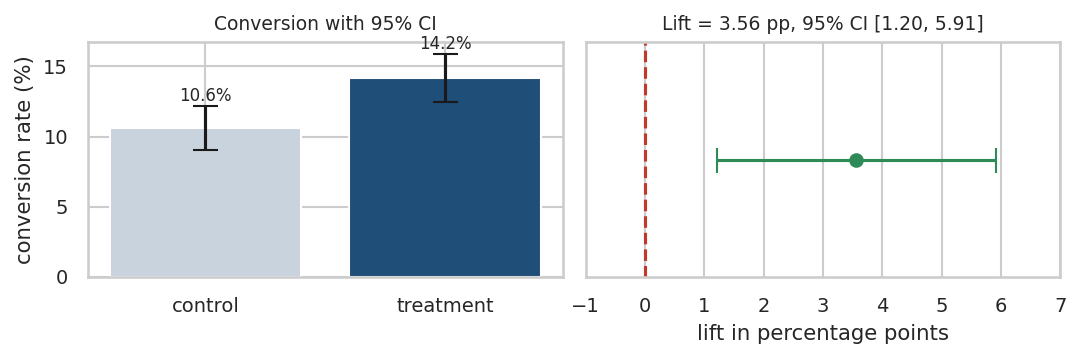 Conversion with 95% CI
14.2%
10.6%
15
10
5
0
conversion rate (%)
control
treatment
Lift = 3.56 pp, 95% CI [1.20, 5.91]
−1 0 1 2 3 4 5 6 7
lift in percentage points